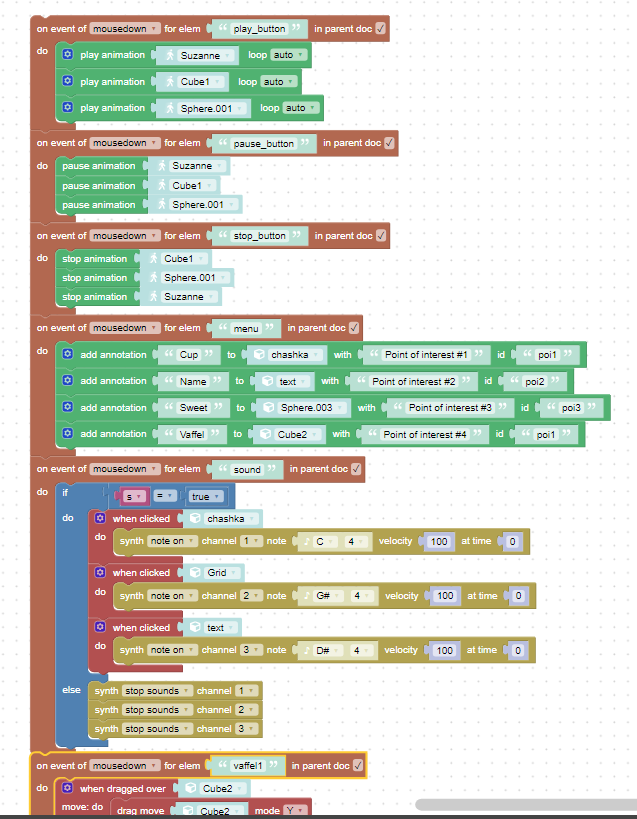 on event of mousedown for elem “ play_button ” in parent doc
do play animation Suzanne loop auto
play animation Cube1 loop auto
play animation Sphere.001 loop auto
on event of mousedown for elem “ pause_button ” in parent doc
do pause animation Suzanne
pause animation Cube1
pause animation Sphere.001
on event of mousedown for elem “ stop_button ” in parent doc
do stop animation Cube1
stop animation Sphere.001
stop animation Suzanne
on event of mousedown for elem “ menu ” in parent doc
do add annotation “ Cup ” to chashka with “ Point of interest #1 ” id “ poi1 ”
add annotation “ Name ” to text with “ Point of interest #2 ” id “ poi2 ”
add annotation “ Sweet ” to Sphere.003 with “ Point of interest #3 ” id “ poi3 ”
add annotation “ Vaffel ” to Cube2 with “ Point of interest #4 ” id “ poi1 ”
on event of mousedown for elem “ sound ” in parent doc
do if s = true
do when clicked chashka
do synth note on channel 1 note C 4 velocity 100 at time 0
when clicked Grid
do synth note on channel 2 note G# 4 velocity 100 at time 0
when clicked text
do synth note on channel 3 note D# 4 velocity 100 at time 0
else synth stop sounds channel 1
synth stop sounds channel 2
synth stop sounds channel 3
on event of mousedown for elem “ vaffel1 ” in parent doc
do when dragged over Cube2
move: do drag move Cube2 mode Y